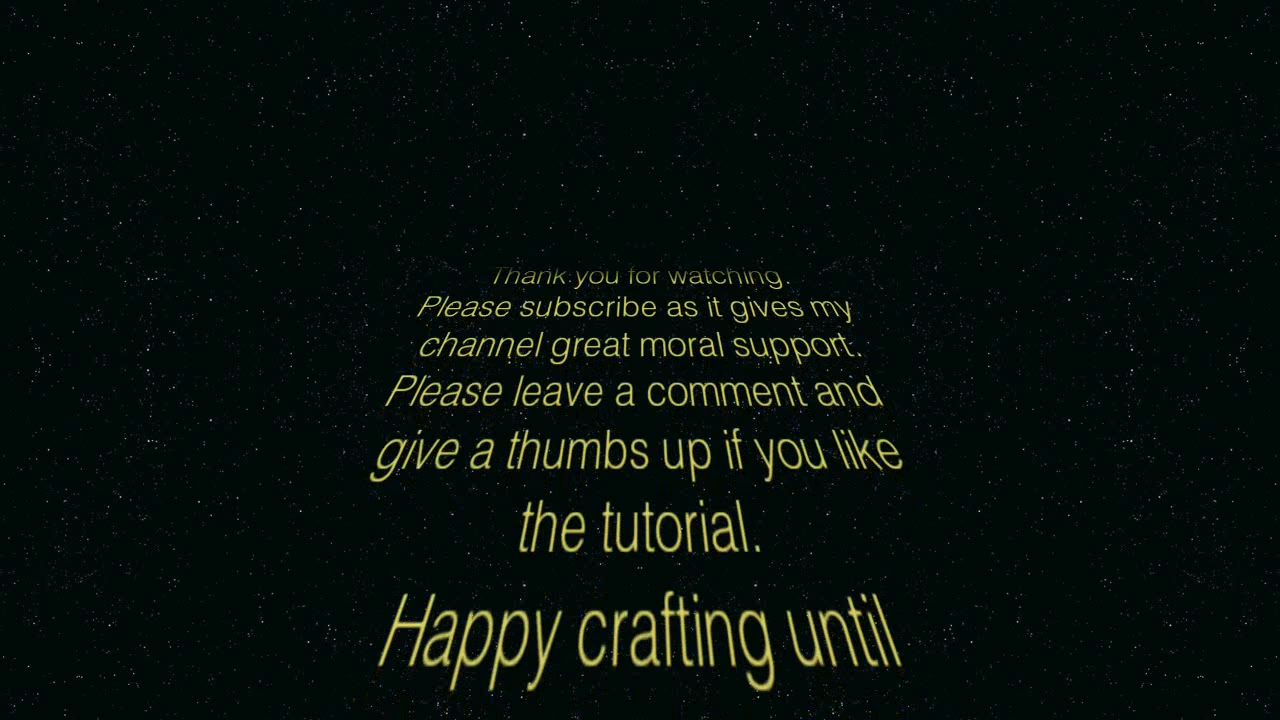 Thank you for watching.
Please subscribe as it gives my
channel great moral support.
Please leave a comment and
give a thumbs up if you like
the tutorial.
Happy crafting until